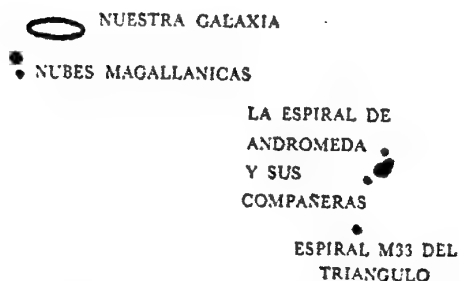 NUESTRA GALAXIA
NUBES MAGALLANICAS
LA ESPIRAL DE
ANDROMEDA
Y SUS
COMPAÑERAS
ESPIRAL M33 DEL
TRIANGULO